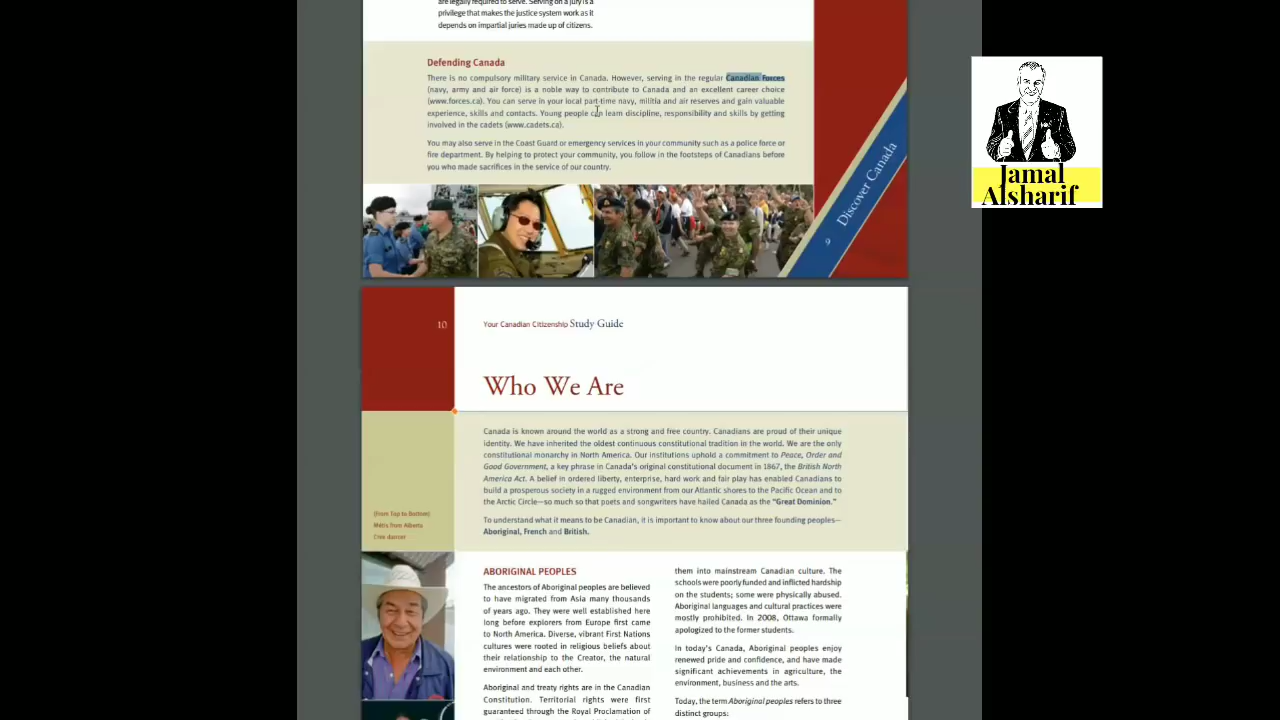 are legally required to serve. Serving on a jury is a
privilege that makes the justice system work as it
depends on impartial juries made up of citizens.
Defending Canada
There is no compulsory military service in Canada. However, serving in the regular Canadian Forces
(navy, army and air force) is a noble way to contribute to Canada and an excellent career choice
(www.forces.ca). You can serve in your local part-time navy, militia and air reserves and gain valuable
experience, skills and contacts. Young people can learn discipline, responsibility and skills by getting
involved in the cadets (www.cadets.ca).
You may also serve in the Coast Guard or emergency services in your community such as a police force or
fire department. By helping to protect your community, you follow in the footsteps of Canadians before
you who made sacrifices in the service of our country.
9 Discover Canada
Jamal
Alsharif
10
Your Canadian Citizenship Study Guide
Who We Are
Canada is known around the world as a strong and free country. Canadians are proud of their unique
identity. We have inherited the oldest continuous constitutional tradition in the world. We are the only
constitutional monarchy in North America. Our institutions uphold a commitment to Peace, Order and
Good Government, a key phrase in Canada's original constitutional document in 1867, the British North
America Act. A belief in ordered liberty, enterprise, hard work and fair play has enabled Canadians to
build a prosperous society in a rugged environment from our Atlantic shores to the Pacific Ocean and to
the Arctic Circle—so much so that poets and songwriters have hailed Canada as the "Great Dominion."
To understand what it means to be Canadian, it is important to know about our three founding peoples—
Aboriginal, French and British.
(From Top to Bottom)
Métis from Alberta
Cree dancer
ABORIGINAL PEOPLES
The ancestors of Aboriginal peoples are believed
to have migrated from Asia many thousands
of years ago. They were well established here
long before explorers from Europe first came
to North America. Diverse, vibrant First Nations
cultures were rooted in religious beliefs about
their relationship to the Creator, the natural
environment and each other.
Aboriginal and treaty rights are in the Canadian
Constitution. Territorial rights were first
guaranteed through the Royal Proclamation of
them into mainstream Canadian culture. The
schools were poorly funded and inflicted hardship
on the students; some were physically abused.
Aboriginal languages and cultural practices were
mostly prohibited. In 2008, Ottawa formally
apologized to the former students.
In today's Canada, Aboriginal peoples enjoy
renewed pride and confidence, and have made
significant achievements in agriculture, the
environment, business and the arts.
Today, the term Aboriginal peoples refers to three
distinct groups: